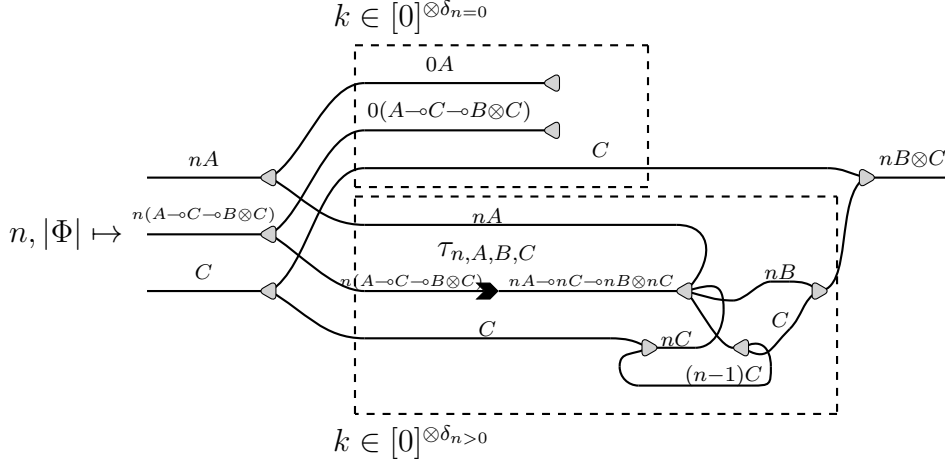 k ∈ [0]^{⊗δ_{n=0}}
0A
0(A⊸C⊸B⊗C)
C
nA
nB⊗C
n(A⊸C⊸B⊗C)
nA
n, |Φ| ↦
τ_{n,A,B,C}
C
n(A⊸C⊸B⊗C)
nA⊸nC⊸nB⊗nC
nB
C
C
nC
(n−1)C
k ∈ [0]^{⊗δ_{n>0}}